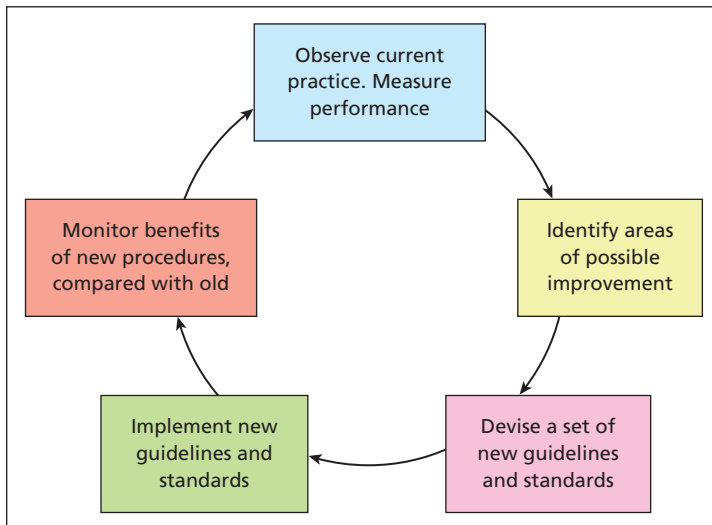 Observe current
practice. Measure
performance
Identify areas
of possible
improvement
Devise a set of
new guidelines
and standards
Implement new
guidelines and
standards
Monitor benefits
of new procedures,
compared with old